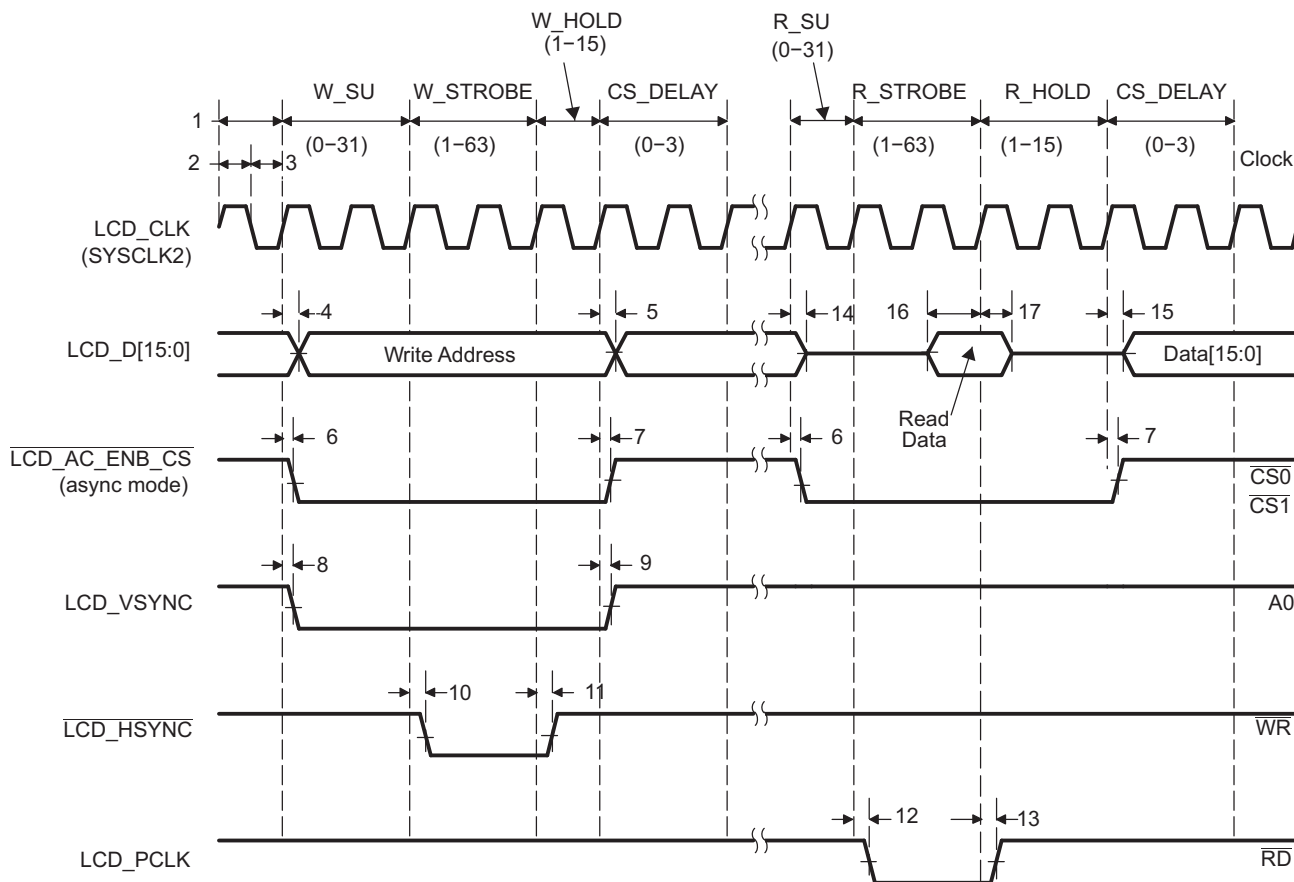 W_HOLD
(1−15)
R_SU
(0−31)
W_SU
W_STROBE
CS_DELAY
R_STROBE
R_HOLD
CS_DELAY
1
(0−31)
(1−63)
(0−3)
(1−63)
(1−15)
(0−3)
Clock
2
3
LCD_CLK
(SYSCLK2)
4
5
14
16
17
15
LCD_D[15:0]
Write Address
Data[15:0]
Read
Data
6
7
6
7
LCD_AC_ENB_CS
(async mode)
CS0
CS1
8
9
LCD_VSYNC
A0
10
11
LCD_HSYNC
WR
12
13
LCD_PCLK
RD